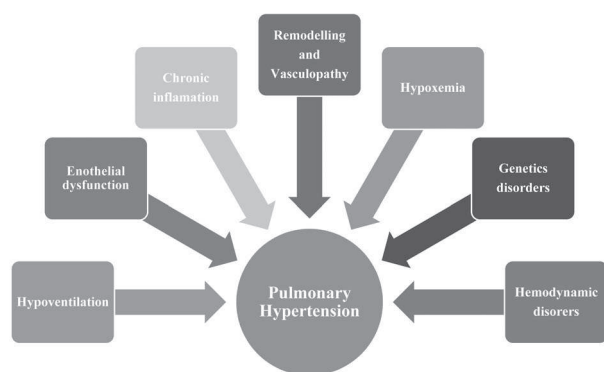 Remodelling
and
Vasculopathy
Chronic
inflamation
Hypoxemia
Enothelial
dysfunction
Genetics
disorders
Hypoventilation
Pulmonary
Hypertension
Hemodynamic
disorers